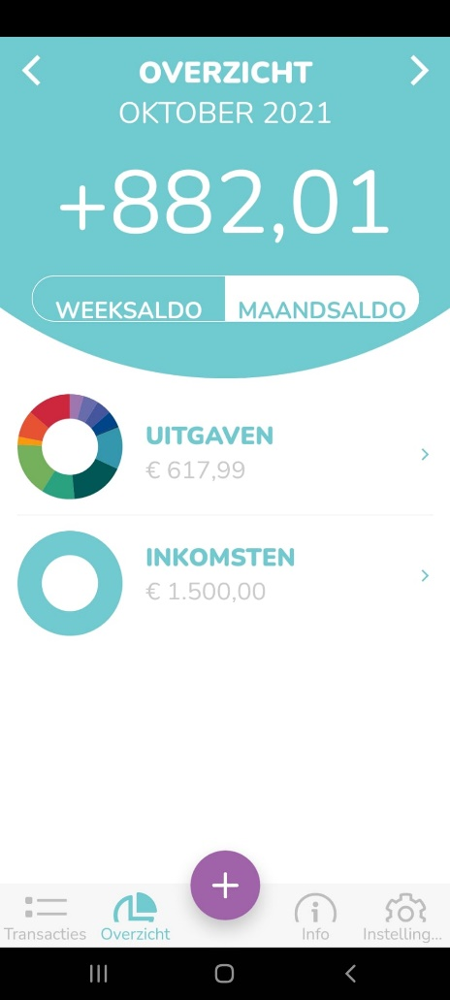 OVERZICHT
OKTOBER 2021
+882,01
WEEKSALDO MAANDSALDO
UITGAVEN
€ 617,99
INKOMSTEN
€ 1.500,00
Transacties Overzicht Info Instelling...